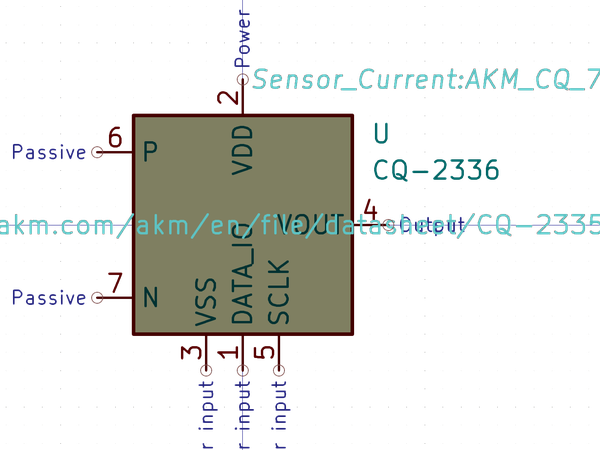 Power
Sensor_Current:AKM_CQ_7
2
VDD
U
CQ-2336
Passive
6
P
4
VOUT
Output
akm.com/akm/en/file/datasheet/CQ-2335
Passive
7
N
VSS
DATA_IO
SCLK
3
1
5
r input
r input
r input